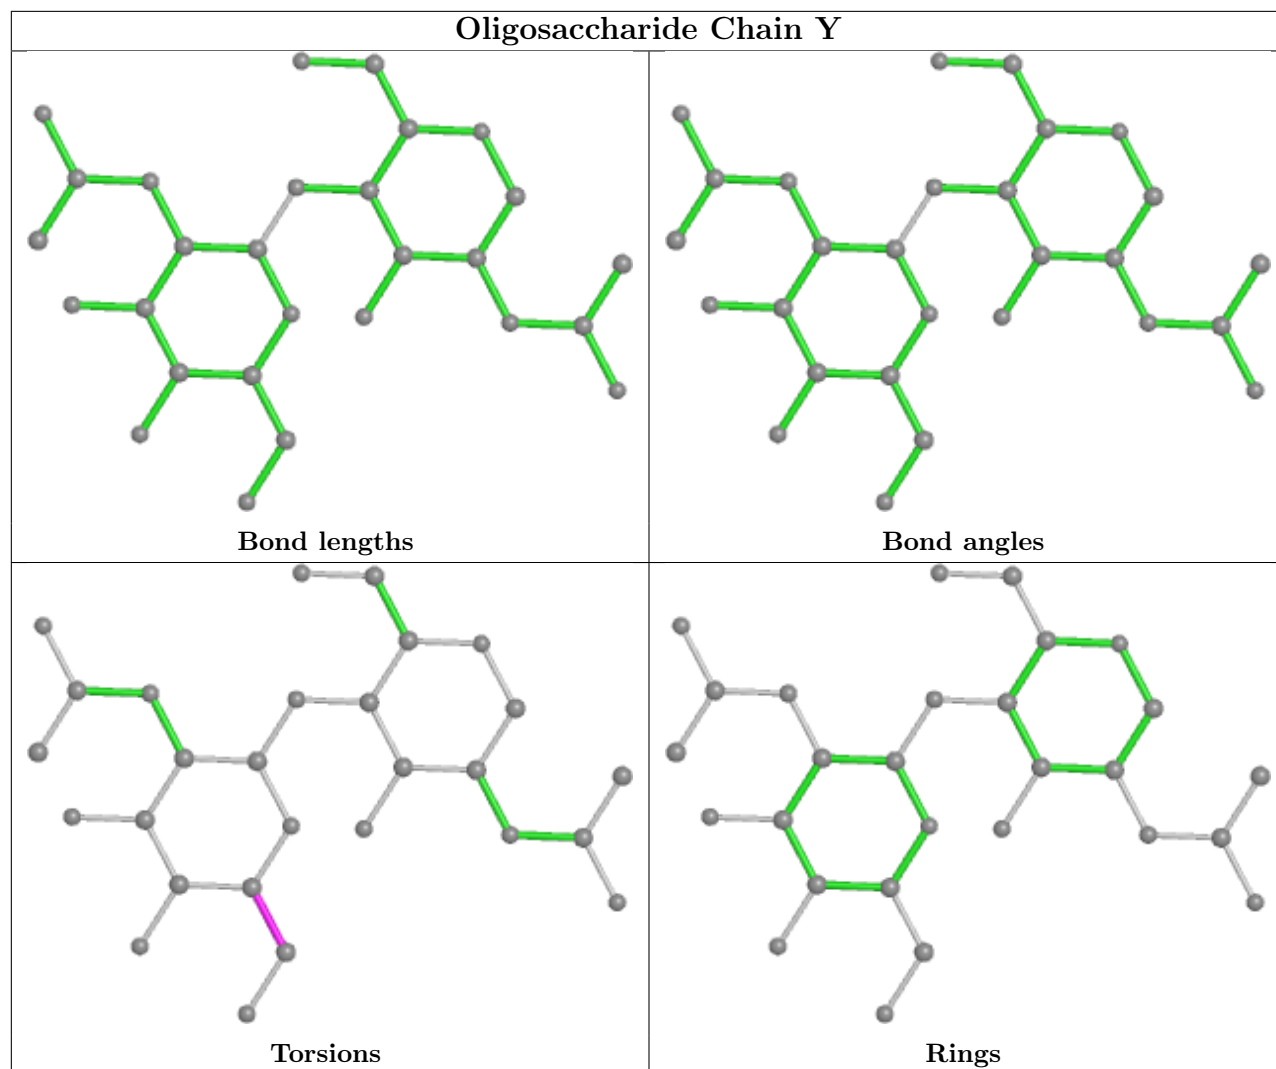 Oligosaccharide Chain Y
Bond lengths
Bond angles
Torsions
Rings